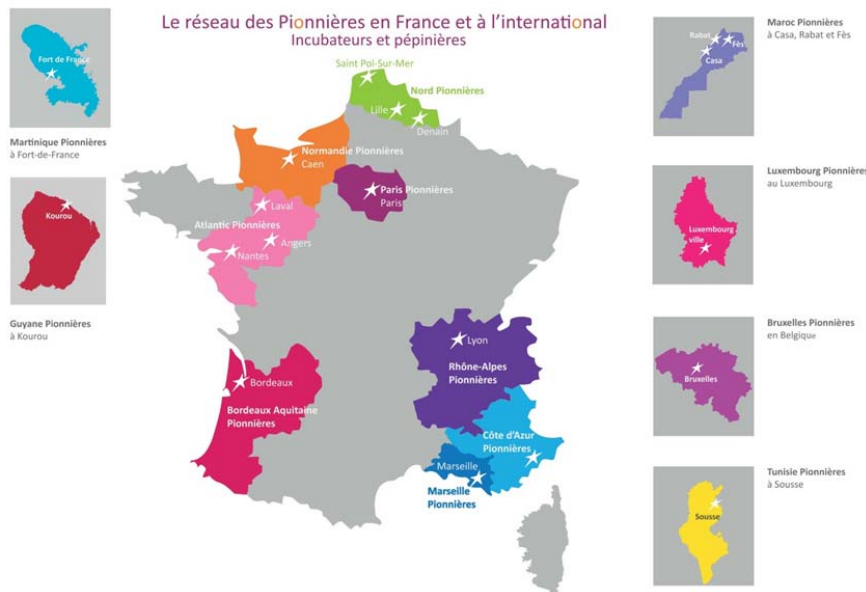 Le réseau des Pionnières en France et à l'international
Incubateurs et pépinières
Fort de France
Martinique Pionnières
à Fort-de-France
Kourou
Guyane Pionnières
à Kourou
Saint Pol-Sur-Mer
Nord Pionnières
Lille
Denain
Normandie Pionnières
Caen
Paris Pionnières
Paris
Laval
Atlantic Pionnières
Angers
Nantes
Lyon
Rhône-Alpes
Pionnières
Bordeaux
Bordeaux Aquitaine
Pionnières
Côte d'Azur
Pionnières
Marseille
Marseille
Pionnières
Rabat
Fès
Casa
Maroc Pionnières
à Casa, Rabat et Fès
Luxembourg Pionnières
au Luxembourg
Luxembourg
ville
Bruxelles Pionnières
en Belgique
Bruxelles
Tunisie Pionnières
à Sousse
Sousse